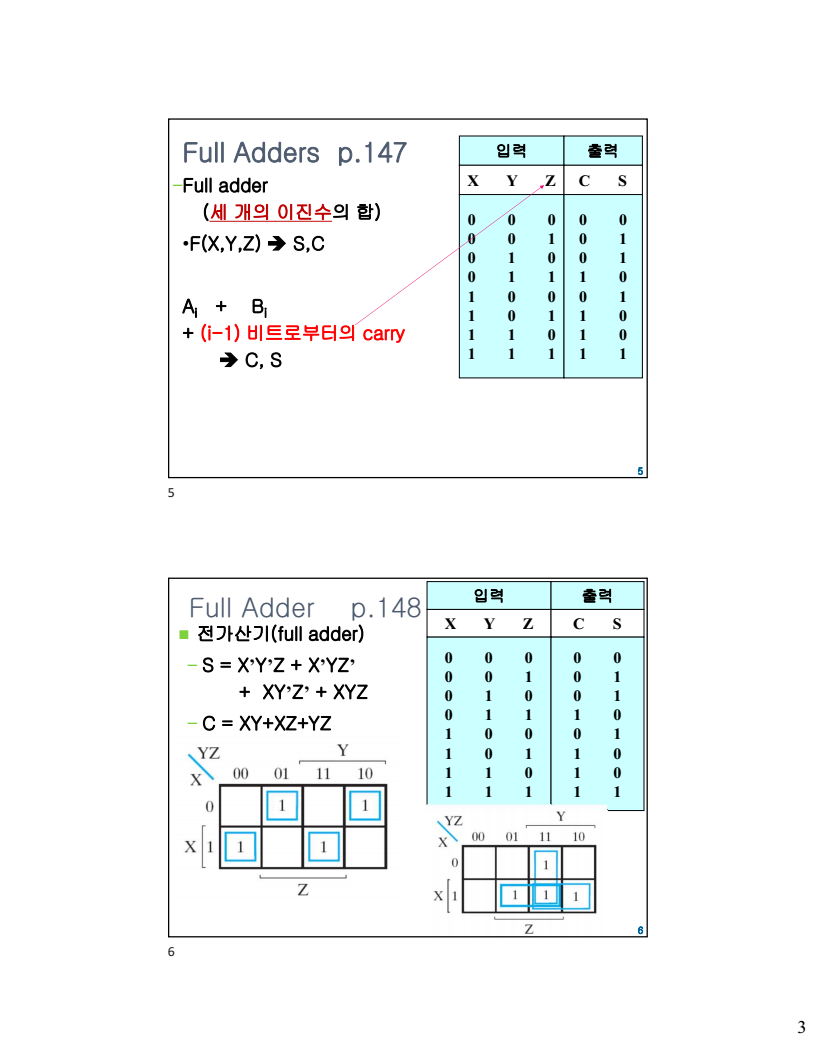 Full Adders p.147
–Full adder
(세 개의 이진수의 합)
•F(X,Y,Z) ➔ S,C
Ai + Bi
+ (i-1) 비트로부터의 carry
➔ C, S
입력 출력
X Y Z C S
0 0 0 0 0
0 0 1 0 1
0 1 0 0 1
0 1 1 1 0
1 0 0 0 1
1 0 1 1 0
1 1 0 1 0
1 1 1 1 1
5
5
Full Adder p.148
■ 전가산기(full adder)
– S = X’Y’Z + X’YZ’
+ XY’Z’ + XYZ
– C = XY+XZ+YZ
입력 출력
X Y Z C S
0 0 0 0 0
0 0 1 0 1
0 1 0 0 1
0 1 1 1 0
1 0 0 0 1
1 0 1 1 0
1 1 0 1 0
1 1 1 1 1
YZ Y
X 00 01 11 10
0 1 1
X 1 1 1
Z
YZ Y
X 00 01 11 10
0 1
X 1 1 1 1
Z
6
6
3